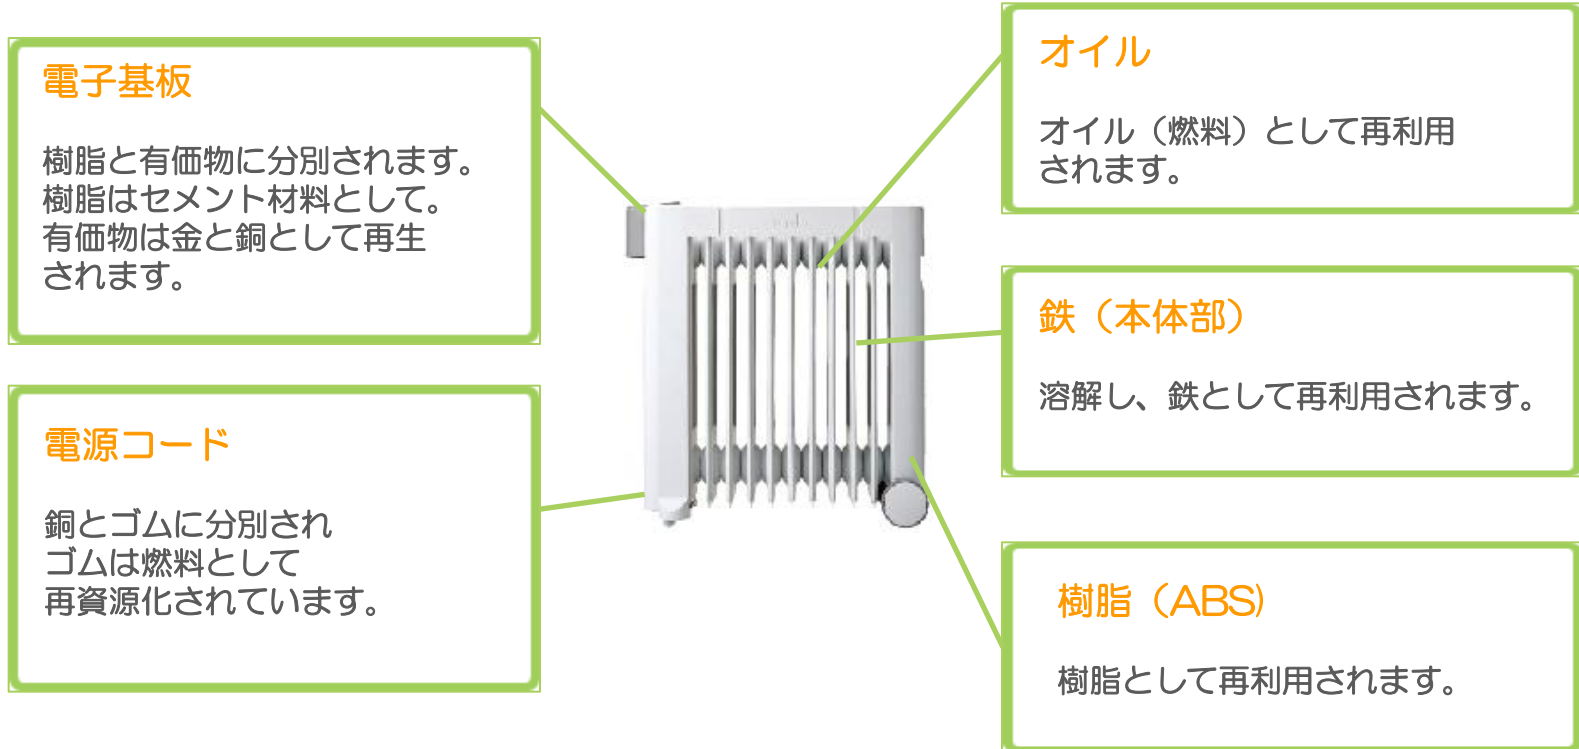 電子基板
樹脂と有価物に分別されます。
樹脂はセメント材料として。
有価物は金と銅として再生
されます。
電源コード
銅とゴムに分別され
ゴムは燃料として
再資源化されています。
オイル
オイル（燃料）として再利用
されます。
鉄（本体部）
溶解し、鉄として再利用されます。
樹脂（ABS)
樹脂として再利用されます。